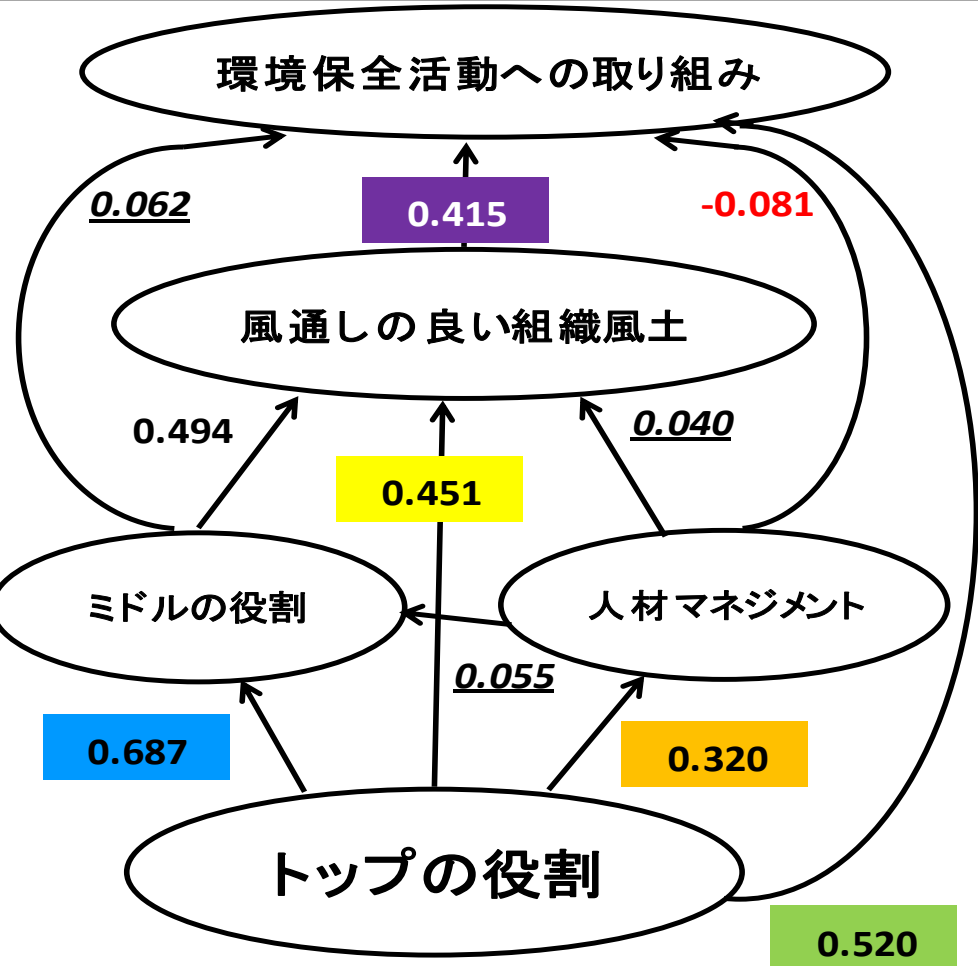 環境保全活動への取り組み
0.062
0.415
-0.081
風通しの良い組織風土
0.494
0.040
0.451
ミドルの役割
人材マネジメント
0.055
0.687
0.320
トップの役割
0.520